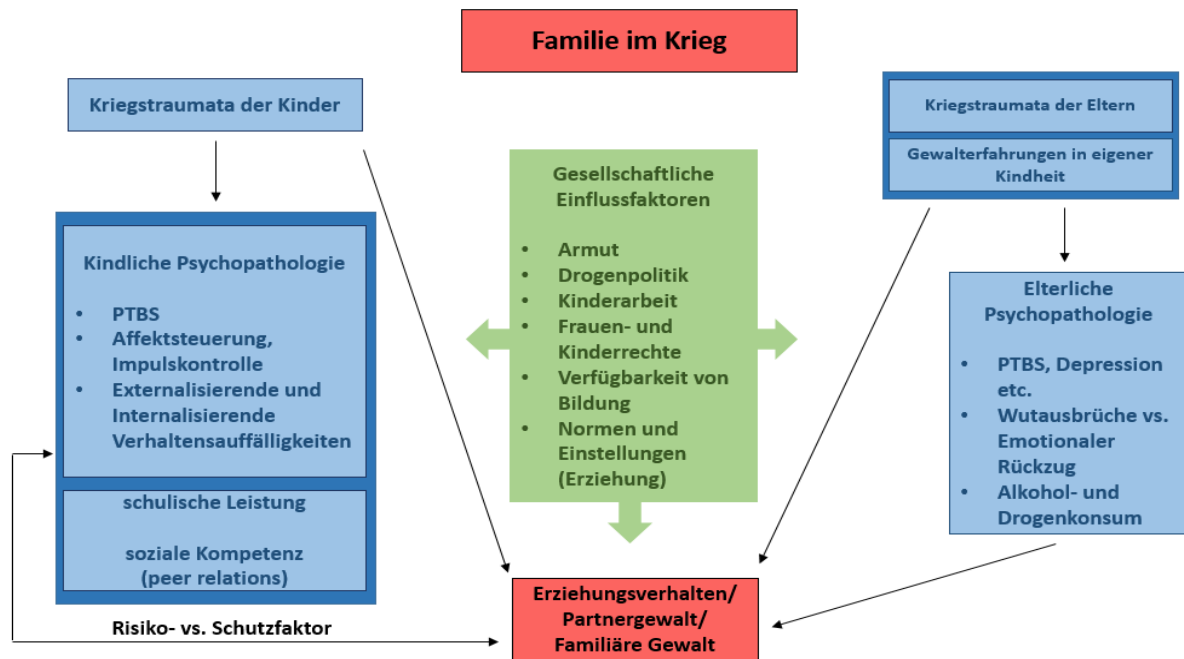 Familie im Krieg
Kriegstraumata der Kinder
Kriegstraumata der Eltern
Gewalterfahrungen in eigener
Kindheit
Gesellschaftliche
Einflussfaktoren
• Armut
• Drogenpolitik
• Kinderarbeit
• Frauen- und
Kinderrechte
• Verfügbarkeit von
Bildung
• Normen und
Einstellungen
(Erziehung)
Kindliche Psychopathologie
• PTBS
• Affektsteuerung,
Impulskontrolle
• Externalisierende und
Internalisierende
Verhaltensauffälligkeiten
schulische Leistung
soziale Kompetenz
(peer relations)
Elterliche
Psychopathologie
• PTBS, Depression
etc.
• Wutausbrüche vs.
Emotionaler
Rückzug
• Alkohol- und
Drogenkonsum
Risiko- vs. Schutzfaktor
Erziehungsverhalten/
Partnergewalt/
Familiäre Gewalt